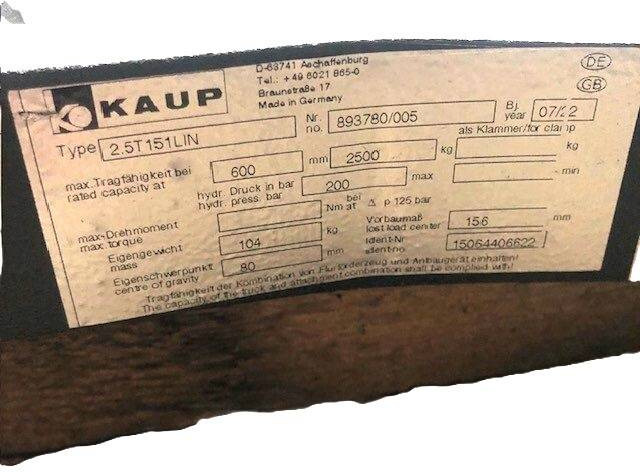 KAUP
D-63741 Aschaffenburg
Tel.: +49 6021 865-0
Braunstraße 17
Made in Germany
DE
GB
Type 2.5T151LIN
Nr. no. 893780/005
Bj. year 07/22
als Klammer/for clamp
max. Tragfähigkeit bei
rated capacity at
600 mm 2500 kg kg
hydr. Druck in bar
hydr. press. bar
200 max min
max-Drehmoment
max torque
Nm at Δ p 125 bar
Eigengewicht
mass
104 kg
Vorbaumaß
lost load center
156 mm
Eigenschwerpunkt
centre of gravity
80 mm
Ident-Nr
ident-no
15064406622
Tragfähigkeit der Kombination von Flurförderzeug und Anbaugerät einhalten!
The capacity of the truck and attachment combination shall be complied with!